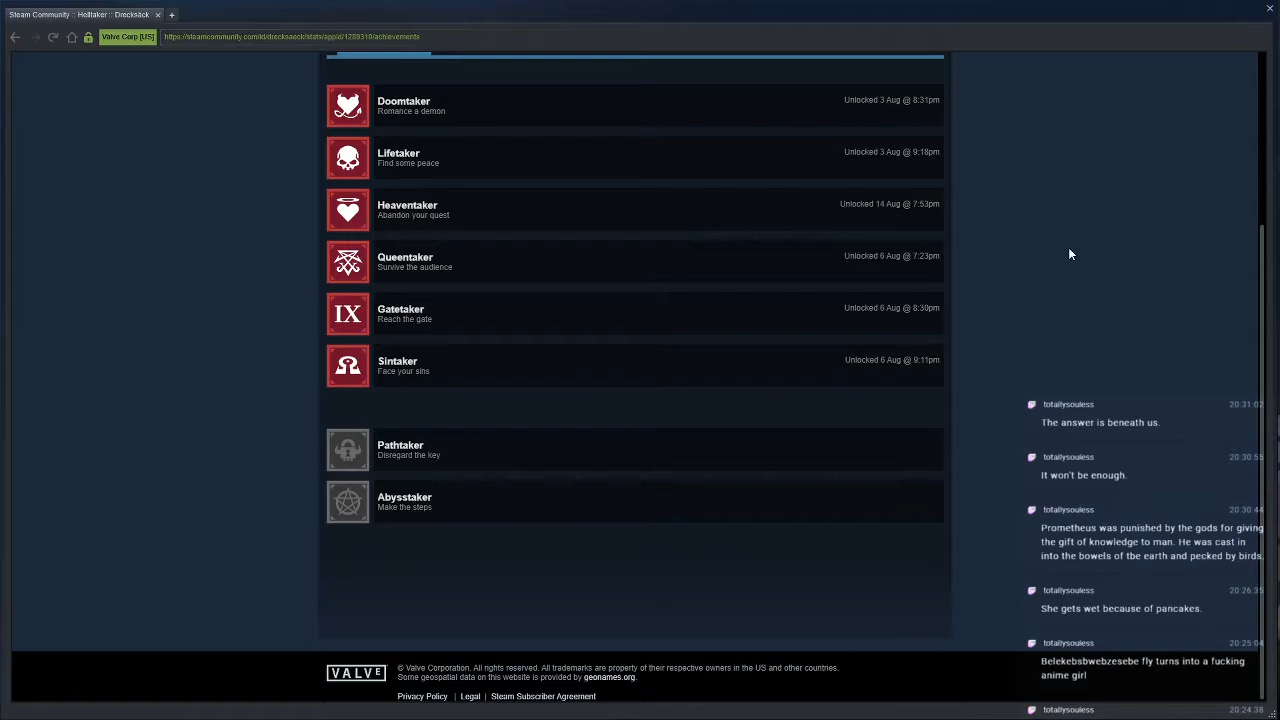 Steam Community :: Helltaker :: Drecksäck
Valve Corp [US]
https://steamcommunity.com/id/drecksaeck/stats/appid/1289310/achievements
Doomtaker
Romance a demon
Unlocked 3 Aug @ 8:31pm
Lifetaker
Find some peace
Unlocked 3 Aug @ 9:18pm
Heaventaker
Abandon your quest
Unlocked 14 Aug @ 7:53pm
Queentaker
Survive the audience
Unlocked 6 Aug @ 7:23pm
IX
Gatetaker
Reach the gate
Unlocked 6 Aug @ 8:30pm
Sintaker
Face your sins
Unlocked 6 Aug @ 9:11pm
Pathtaker
Disregard the key
Abysstaker
Make the steps
VALVE
© Valve Corporation. All rights reserved. All trademarks are property of their respective owners in the US and other countries.
Some geospatial data on this website is provided by geonames.org.
Privacy Policy | Legal | Steam Subscriber Agreement
totallysouless 20:31:02
The answer is beneath us.
totallysouless 20:30:55
It won't be enough.
totallysouless 20:30:44
Prometheus was punished by the gods for giving
the gift of knowledge to man. He was cast in
into the bowels of tbe earth and pecked by birds.
totallysouless 20:26:35
She gets wet because of pancakes.
totallysouless 20:25:04
Belekebsbwebzesebe fly turns into a fucking
anime girl
totallysouless 20:24:38